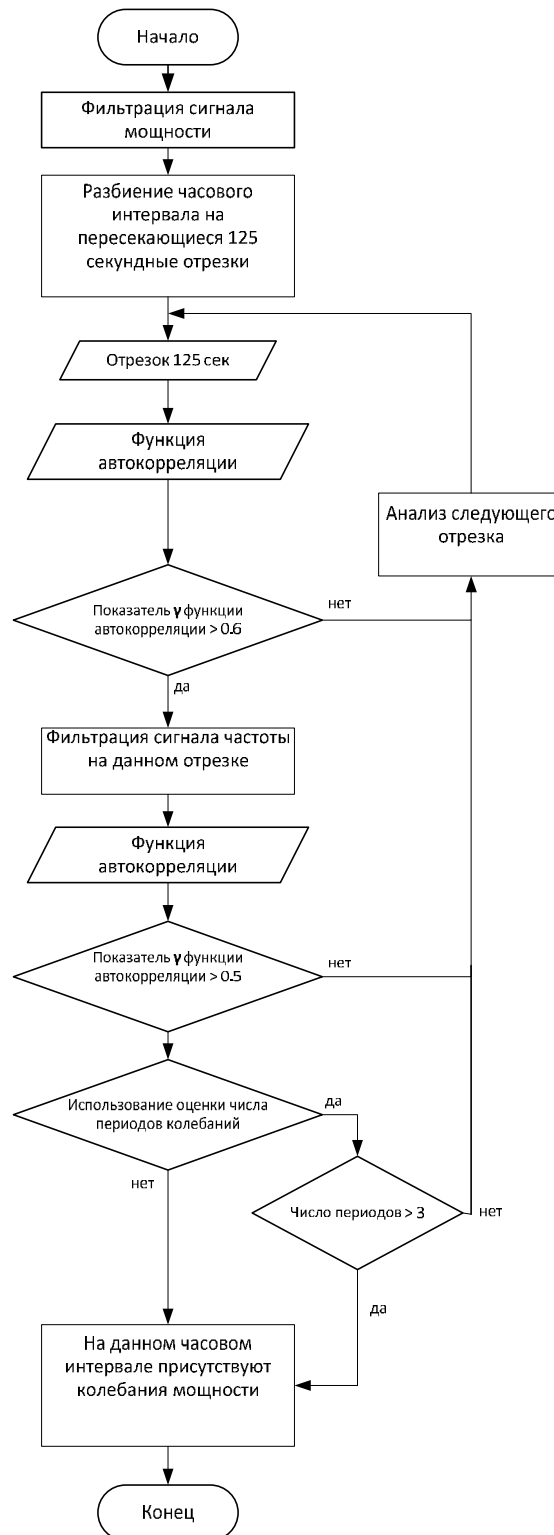 Начало
Фильтрация сигнала
мощности
Разбиение часового
интервала на
пересекающиеся 125
секундные отрезки
Отрезок 125 сек
Функция
автокорреляции
Анализ следующего
отрезка
Показатель γ функции
автокорреляции > 0.6
нет
да
Фильтрация сигнала частоты
на данном отрезке
Функция
автокорреляции
Показатель γ функции
автокорреляции > 0.5
нет
Использование оценки числа
периодов колебаний
да
нет
Число периодов > 3
нет
да
На данном часовом
интервале присутствуют
колебания мощности
Конец